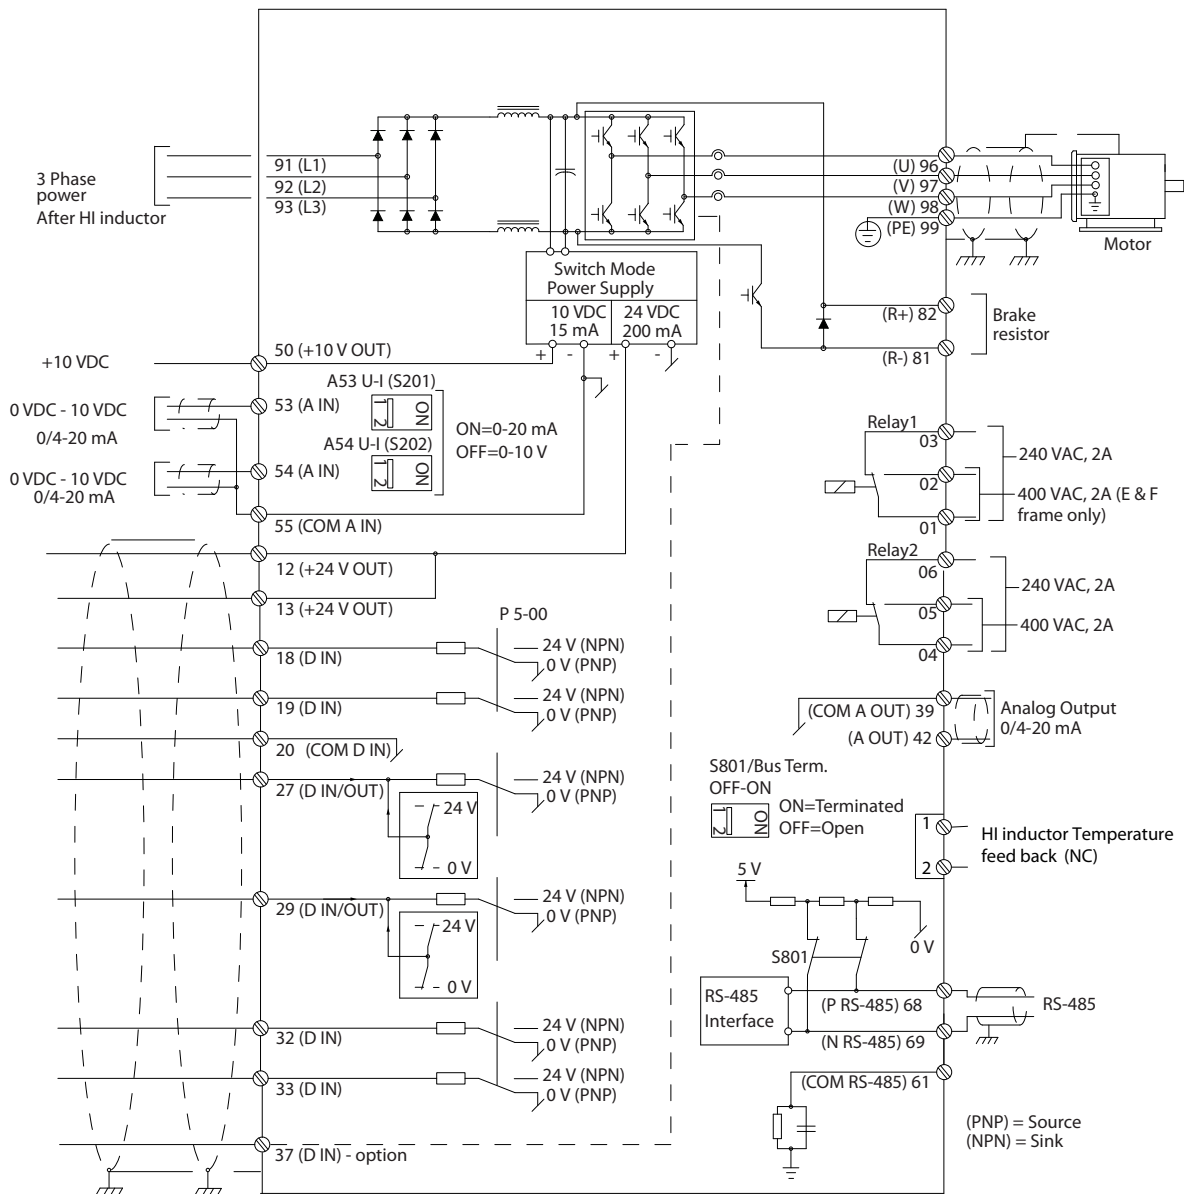 3 Phase
power
After HI inductor
91 (L1)
92 (L2)
93 (L3)
(U) 96
(V) 97
(W) 98
(PE) 99
Motor
Switch Mode
Power Supply
10 VDC
15 mA
24 VDC
200 mA
+ - + -
(R+) 82
(R-) 81
Brake
resistor
+10 VDC
50 (+10 V OUT)
0 VDC - 10 VDC
0/4-20 mA
53 (A IN)
A53 U-I (S201)
1 2
ON
A54 U-I (S202)
1 2
ON
ON=0-20 mA
OFF=0-10 V
0 VDC - 10 VDC
0/4-20 mA
54 (A IN)
55 (COM A IN)
12 (+24 V OUT)
13 (+24 V OUT)
P 5-00
18 (D IN)
24 V (NPN)
0 V (PNP)
19 (D IN)
24 V (NPN)
0 V (PNP)
20 (COM D IN)
27 (D IN/OUT)
24 V (NPN)
0 V (PNP)
24 V
0 V
29 (D IN/OUT)
24 V (NPN)
0 V (PNP)
24 V
0 V
32 (D IN)
24 V (NPN)
0 V (PNP)
33 (D IN)
24 V (NPN)
0 V (PNP)
37 (D IN) - option
Relay1
03
02
01
240 VAC, 2A
400 VAC, 2A (E & F
frame only)
Relay2
06
05
04
240 VAC, 2A
400 VAC, 2A
(COM A OUT) 39
(A OUT) 42
Analog Output
0/4-20 mA
S801/Bus Term.
OFF-ON
1 2
ON
ON=Terminated
OFF=Open
1
2
HI inductor Temperature
feed back (NC)
5 V
0 V
S801
RS-485
Interface
(P RS-485) 68
(N RS-485) 69
RS-485
(COM RS-485) 61
(PNP) = Source
(NPN) = Sink